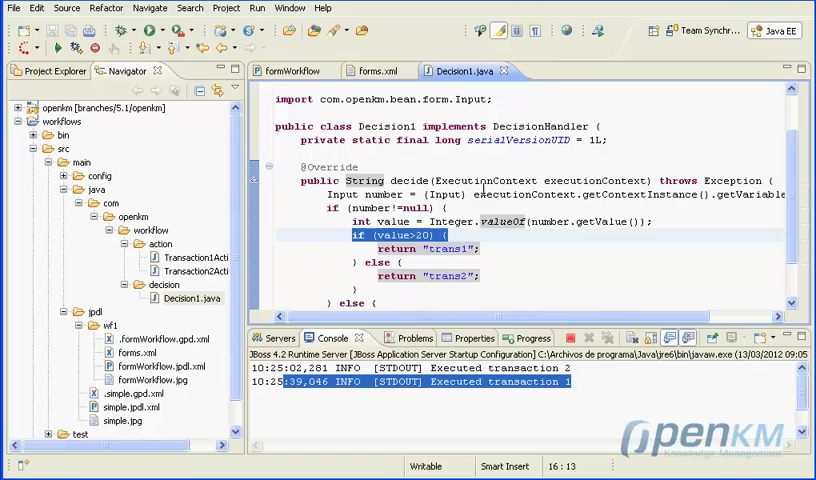 File Edit Source Refactor Navigate Search Project Run Window Help
Team Synchr...
Java EE
Project Explorer
Navigator
formWorkflow
forms.xml
Decision1.java
openkm [branches/5.1/openkm]
workflows
bin
src
main
config
java
com
openkm
workflow
action
Transaction1Acti
Transaction2Acti
decision
Decision1.java
jpdl
wf1
.formWorkflow.gpd.xml
forms.xml
formWorkflow.jpdl.xml
formWorkflow.jpg
.simple.gpd.xml
simple.jpdl.xml
simple.jpg
test
import com.openkm.bean.form.Input;
public class Decision1 implements DecisionHandler {
private static final long serialVersionUID = 1L;
@Override
public String decide(ExecutionContext executionContext) throws Exception {
Input number = (Input) executionContext.getContextInstance().getVariable
if (number!=null) {
int value = Integer.valueOf(number.getValue());
if (value>20) {
return "trans1";
} else {
return "trans2";
}
} else {
Servers
Console
Problems
Properties
Progress
JBoss 4.2 Runtime Server [JBoss Application Server Startup Configuration] C:\Archivos de programa\Java\jre6\bin\javaw.exe (13/03/2012 09:05
10:25:02,281 INFO [STDOUT] Executed transaction 2
10:25:39,046 INFO [STDOUT] Executed transaction 1
OpenKM
Knowledge Management
Writable
Smart Insert
16 : 13